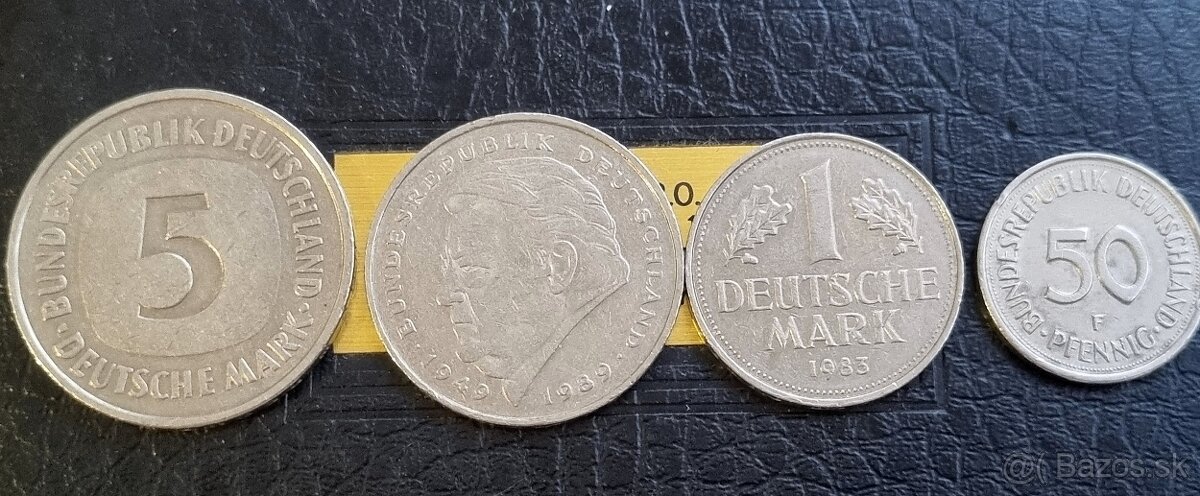 BUNDESREPUBLIK DEUTSCHLAND
5
DEUTSCHE MARK
BUNDESREPUBLIK DEUTSCHLAND
1949 1989
1
DEUTSCHE
MARK
1983
BUNDESREPUBLIK DEUTSCHLAND
50
F
PFENNIG
@( Bazos.sk